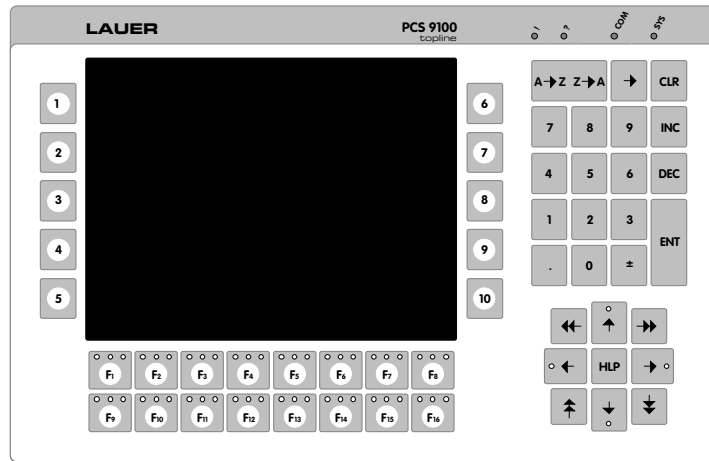 LAUER
PCS 9100
topline
! ? COM SYS
A→Z Z→A → CLR
7 8 9 INC
4 5 6 DEC
1 2 3 ENT
. 0 ±
1
2
3
4
5
6
7
8
9
10
HLP
F1 F2 F3 F4 F5 F6 F7 F8
F9 F10 F11 F12 F13 F14 F15 F16